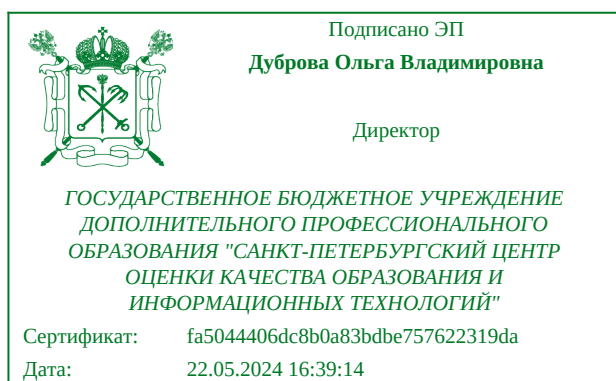 Подписано ЭП
Дуброва Ольга Владимировна
Директор
ГОСУДАРСТВЕННОЕ БЮДЖЕТНОЕ УЧРЕЖДЕНИЕ
ДОПОЛНИТЕЛЬНОГО ПРОФЕССИОНАЛЬНОГО
ОБРАЗОВАНИЯ "САНКТ-ПЕТЕРБУРГСКИЙ ЦЕНТР
ОЦЕНКИ КАЧЕСТВА ОБРАЗОВАНИЯ И
ИНФОРМАЦИОННЫХ ТЕХНОЛОГИЙ"
Сертификат: fa5044406dc8b0a83bdbe757622319da
Дата: 22.05.2024 16:39:14